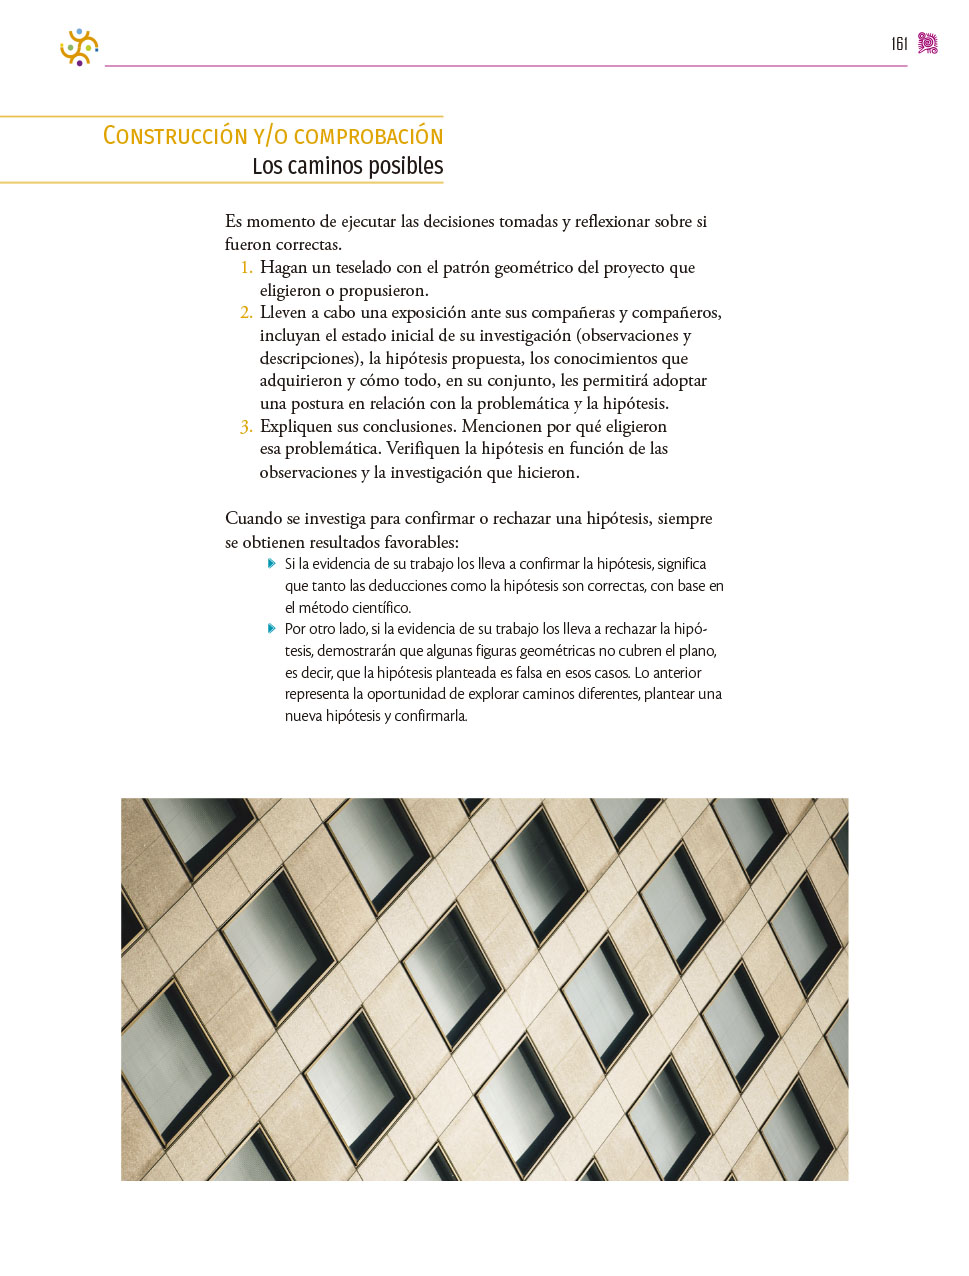 161
Construcción y/o comprobación
Los caminos posibles
Es momento de ejecutar las decisiones tomadas y reflexionar sobre si
fueron correctas.
1. Hagan un teselado con el patrón geométrico del proyecto que
eligieron o propusieron.
2. Lleven a cabo una exposición ante sus compañeras y compañeros,
incluyan el estado inicial de su investigación (observaciones y
descripciones), la hipótesis propuesta, los conocimientos que
adquirieron y cómo todo, en su conjunto, les permitirá adoptar
una postura en relación con la problemática y la hipótesis.
3. Expliquen sus conclusiones. Mencionen por qué eligieron
esa problemática. Verifiquen la hipótesis en función de las
observaciones y la investigación que hicieron.
Cuando se investiga para confirmar o rechazar una hipótesis, siempre
se obtienen resultados favorables:
Si la evidencia de su trabajo los lleva a confirmar la hipótesis, significa
que tanto las deducciones como la hipótesis son correctas, con base en
el método científico.
Por otro lado, si la evidencia de su trabajo los lleva a rechazar la hipó-
tesis, demostrarán que algunas figuras geométricas no cubren el plano,
es decir, que la hipótesis planteada es falsa en esos casos. Lo anterior
representa la oportunidad de explorar caminos diferentes, plantear una
nueva hipótesis y confirmarla.